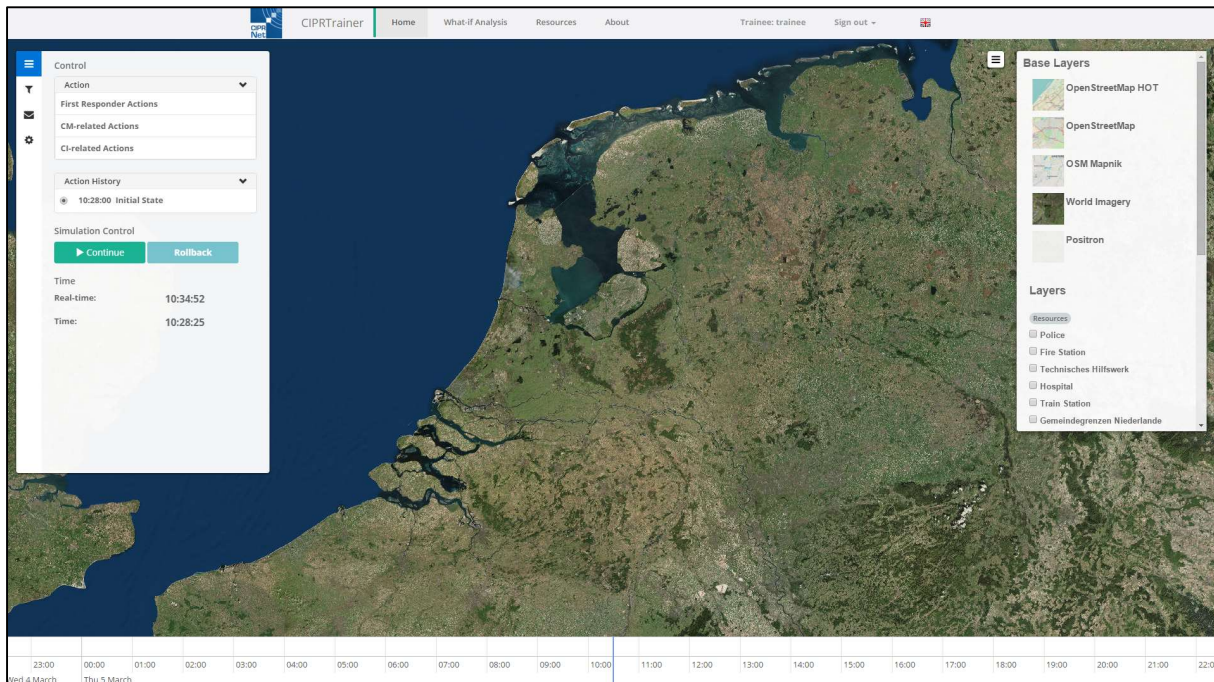 CIPR
Net
CIPRTrainer
Home
What-if Analysis
Resources
About
Trainee: trainee
Sign out
Control
Action
First Responder Actions
CM-related Actions
CI-related Actions
Action History
10:28:00 Initial State
Simulation Control
Continue
Rollback
Time
Real-time: 10:34:52
Time: 10:28:25
Base Layers
OpenStreetMap HOT
OpenStreetMap
OSM Mapnik
World Imagery
Positron
Layers
Resources
Police
Fire Station
Technisches Hilfswerk
Hospital
Train Station
Gemeindegrenzen Niederlande
23:00 00:00 01:00 02:00 03:00 04:00 05:00 06:00 07:00 08:00 09:00 10:00 11:00 12:00 13:00 14:00 15:00 16:00 17:00 18:00 19:00 20:00 21:00 22:0
Wed 4 March Thu 5 March